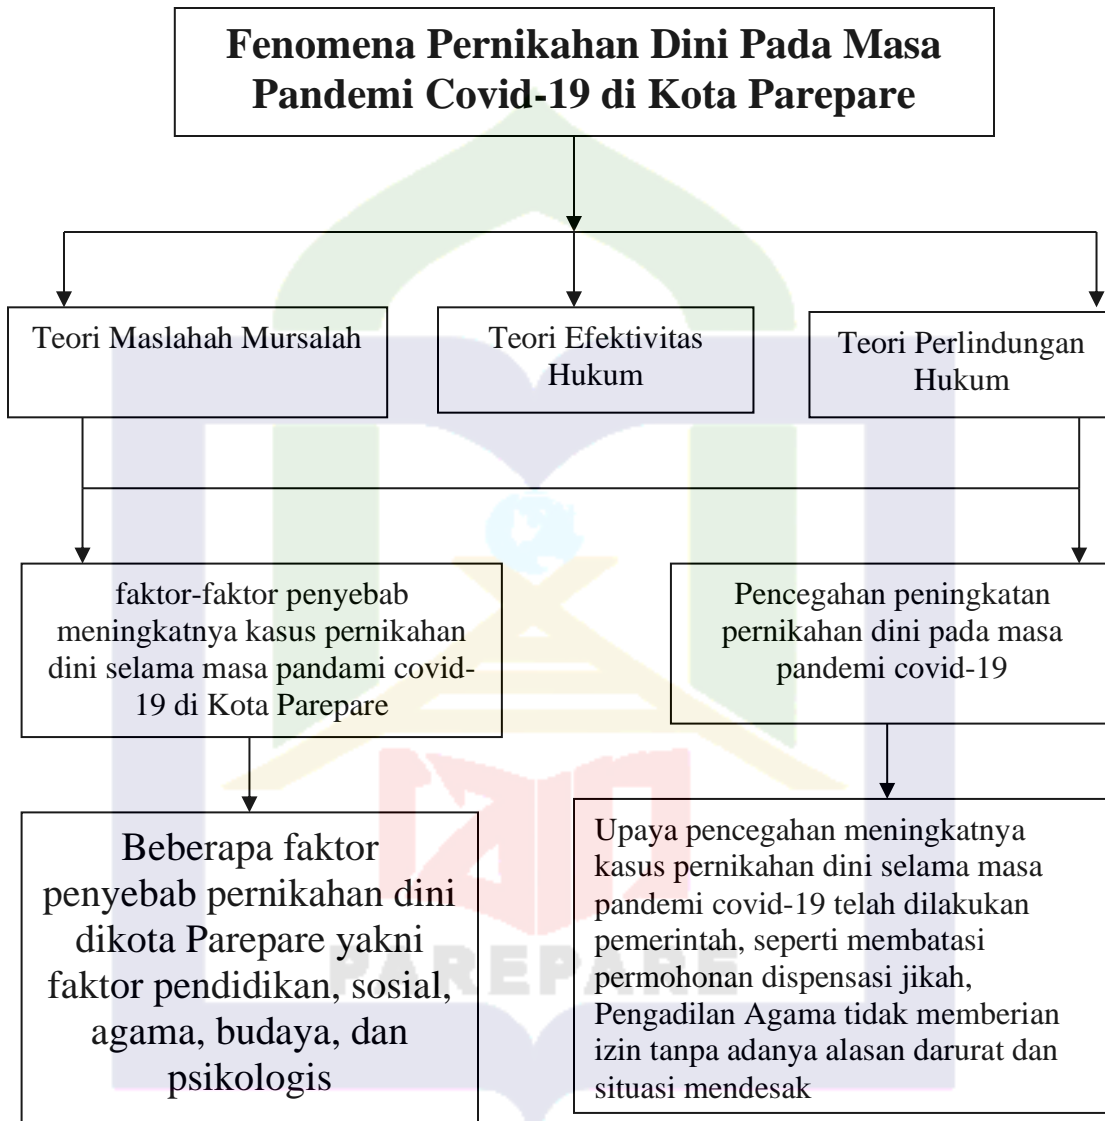 Fenomena Pernikahan Dini Pada Masa
Pandemi Covid-19 di Kota Parepare
Teori Maslahah Mursalah
Teori Efektivitas
Hukum
Teori Perlindungan
Hukum
faktor-faktor penyebab
meningkatnya kasus pernikahan
dini selama masa pandami covid-
19 di Kota Parepare
Pencegahan peningkatan
pernikahan dini pada masa
pandemi covid-19
Beberapa faktor
penyebab pernikahan dini
dikota Parepare yakni
faktor pendidikan, sosial,
agama, budaya, dan
psikologis
Upaya pencegahan meningkatnya
kasus pernikahan dini selama masa
pandemi covid-19 telah dilakukan
pemerintah, seperti membatasi
permohonan dispensasi jikah,
Pengadilan Agama tidak memberian
izin tanpa adanya alasan darurat dan
situasi mendesak
PAREPARE